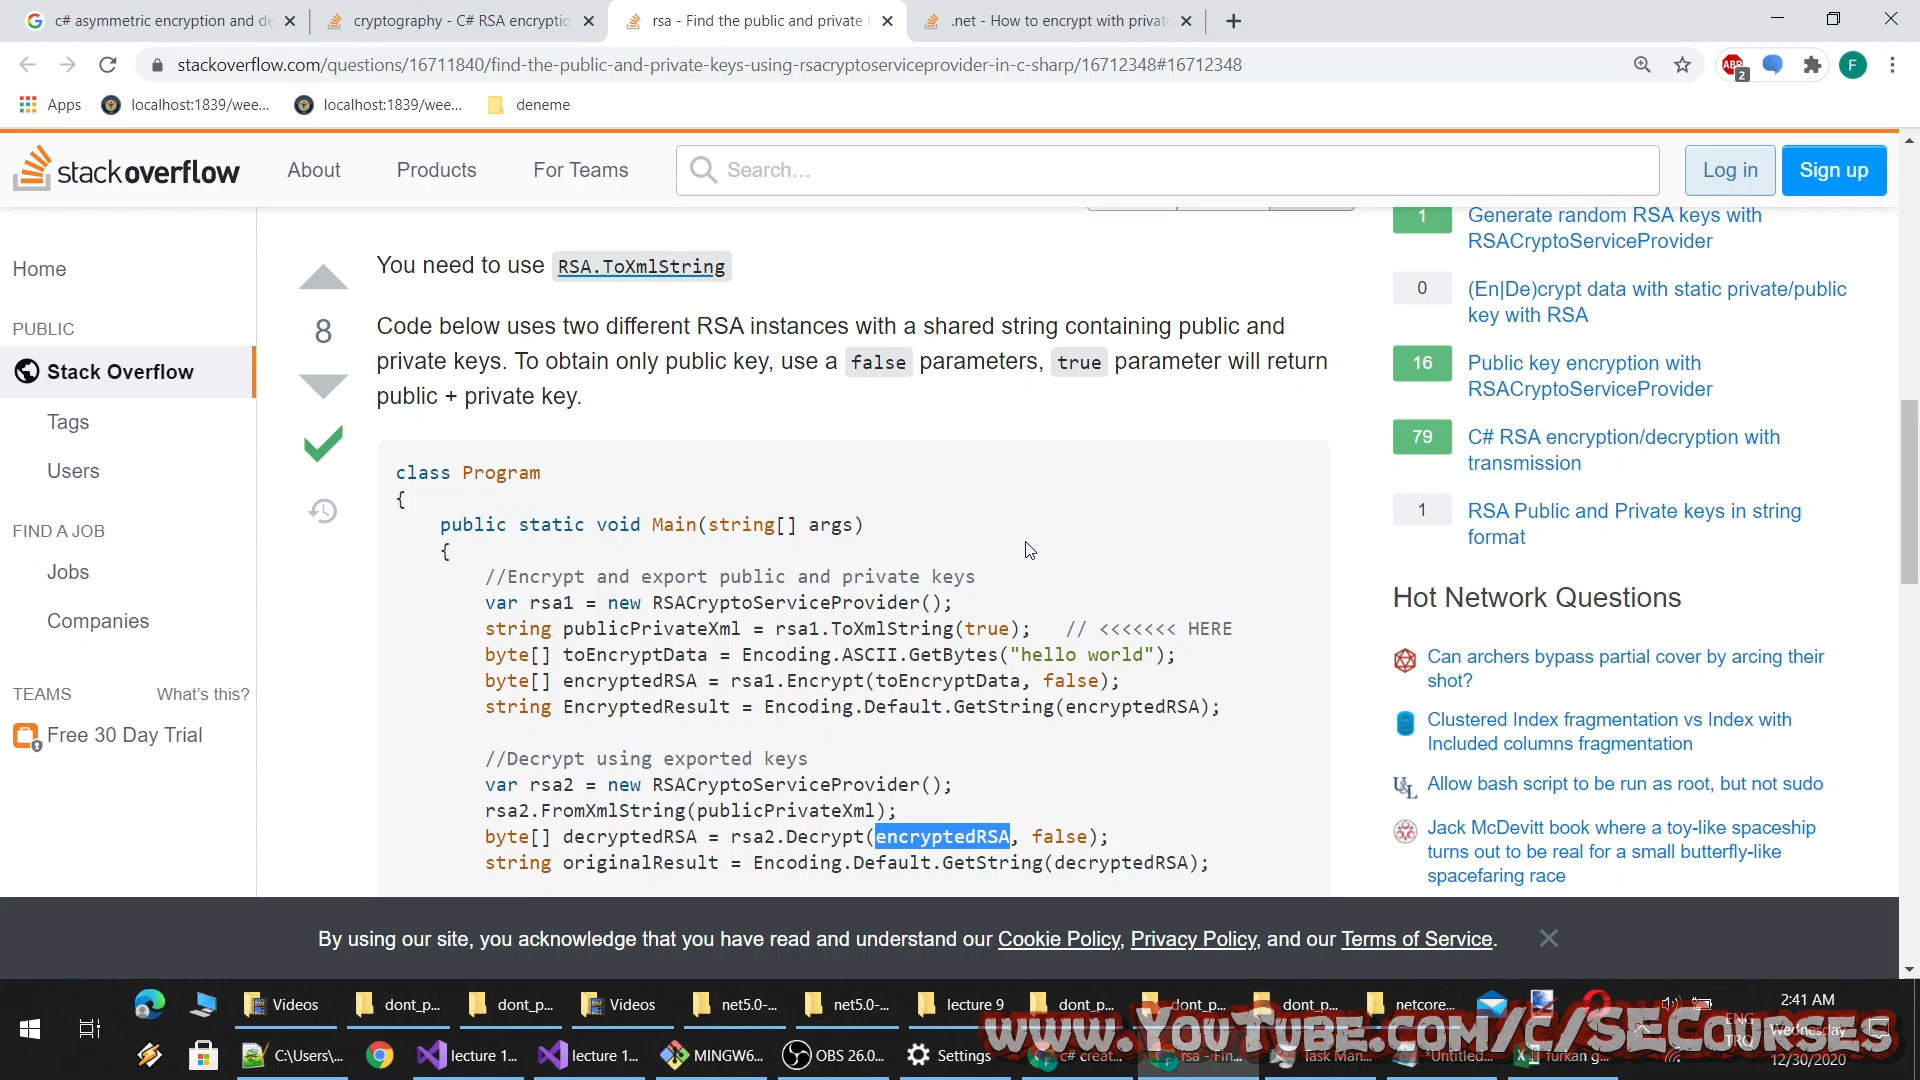 c# asymmetric encryption and de
cryptography - C# RSA encryptio
rsa - Find the public and private k
.net - How to encrypt with privat
stackoverflow.com/questions/16711840/find-the-public-and-private-keys-using-rsacryptoserviceprovider-in-c-sharp/16712348#16712348
ABP
2
F
Apps
localhost:1839/wee...
localhost:1839/wee...
deneme
stackoverflow
About
Products
For Teams
Search...
Log in
Sign up
Home
PUBLIC
Stack Overflow
Tags
Users
FIND A JOB
Jobs
Companies
TEAMS
What's this?
Free 30 Day Trial
8
You need to use RSA.ToXmlString
Code below uses two different RSA instances with a shared string containing public and
private keys. To obtain only public key, use a false parameters, true parameter will return
public + private key.
class Program
{
public static void Main(string[] args)
{
//Encrypt and export public and private keys
var rsa1 = new RSACryptoServiceProvider();
string publicPrivateXml = rsa1.ToXmlString(true);   // <<<<<<< HERE
byte[] toEncryptData = Encoding.ASCII.GetBytes("hello world");
byte[] encryptedRSA = rsa1.Encrypt(toEncryptData, false);
string EncryptedResult = Encoding.Default.GetString(encryptedRSA);
//Decrypt using exported keys
var rsa2 = new RSACryptoServiceProvider();
rsa2.FromXmlString(publicPrivateXml);
byte[] decryptedRSA = rsa2.Decrypt(encryptedRSA, false);
string originalResult = Encoding.Default.GetString(decryptedRSA);
1
Generate random RSA keys with
RSACryptoServiceProvider
0
(En|De)crypt data with static private/public
key with RSA
16
Public key encryption with
RSACryptoServiceProvider
79
C# RSA encryption/decryption with
transmission
1
RSA Public and Private keys in string
format
Hot Network Questions
Can archers bypass partial cover by arcing their
shot?
Clustered Index fragmentation vs Index with
Included columns fragmentation
Allow bash script to be run as root, but not sudo
Jack McDevitt book where a toy-like spaceship
turns out to be real for a small butterfly-like
spacefaring race
By using our site, you acknowledge that you have read and understand our Cookie Policy, Privacy Policy, and our Terms of Service.
Videos
dont_p...
dont_p...
Videos
net5.0-...
net5.0-...
lecture 9
dont_p...
dont_p...
dont_p...
netcore...
2:41 AM
C:\Users\...
lecture 1...
lecture 1...
MINGW6...
OBS 26.0...
Settings
c# creat...
rsa - Fin...
Task Man...
*Untitled...
furkan g...
ENG
TRQ
Wednesday
12/30/2020
www.YouTube.com/c/SECourses